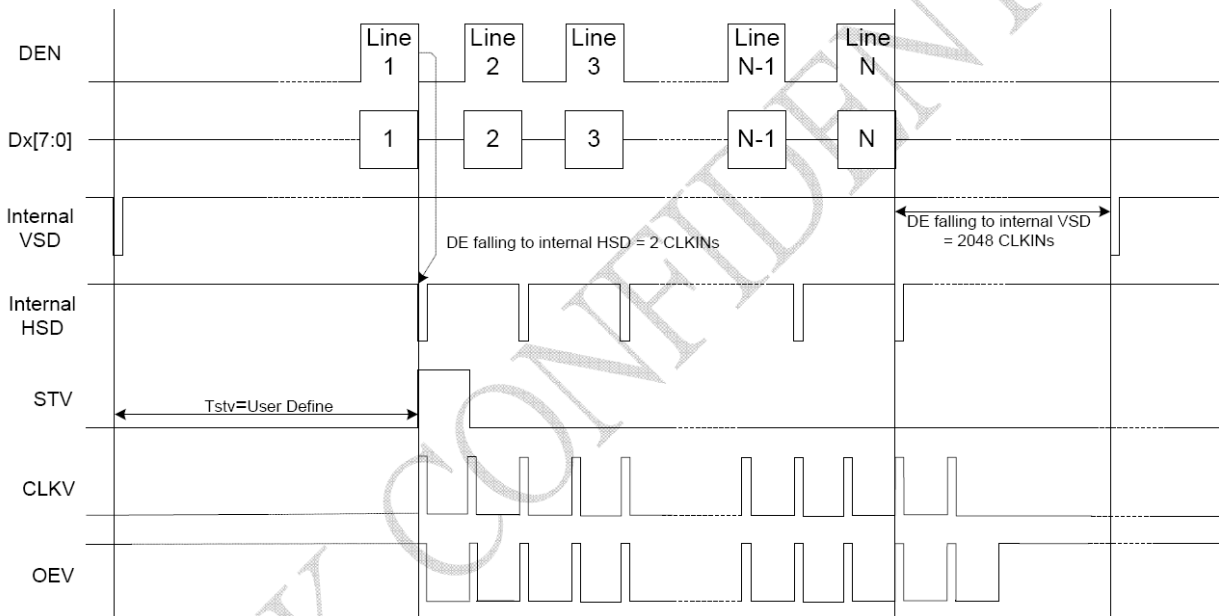 DEN
Line
1
Line
2
Line
3
Line
N-1
Line
N
Dx[7:0]
1
2
3
N-1
N
Internal
VSD
DE falling to internal HSD = 2 CLKINs
DE falling to internal VSD
= 2048 CLKINs
Internal
HSD
STV
Tstv=User Define
CLKV
OEV
CONFIDENT